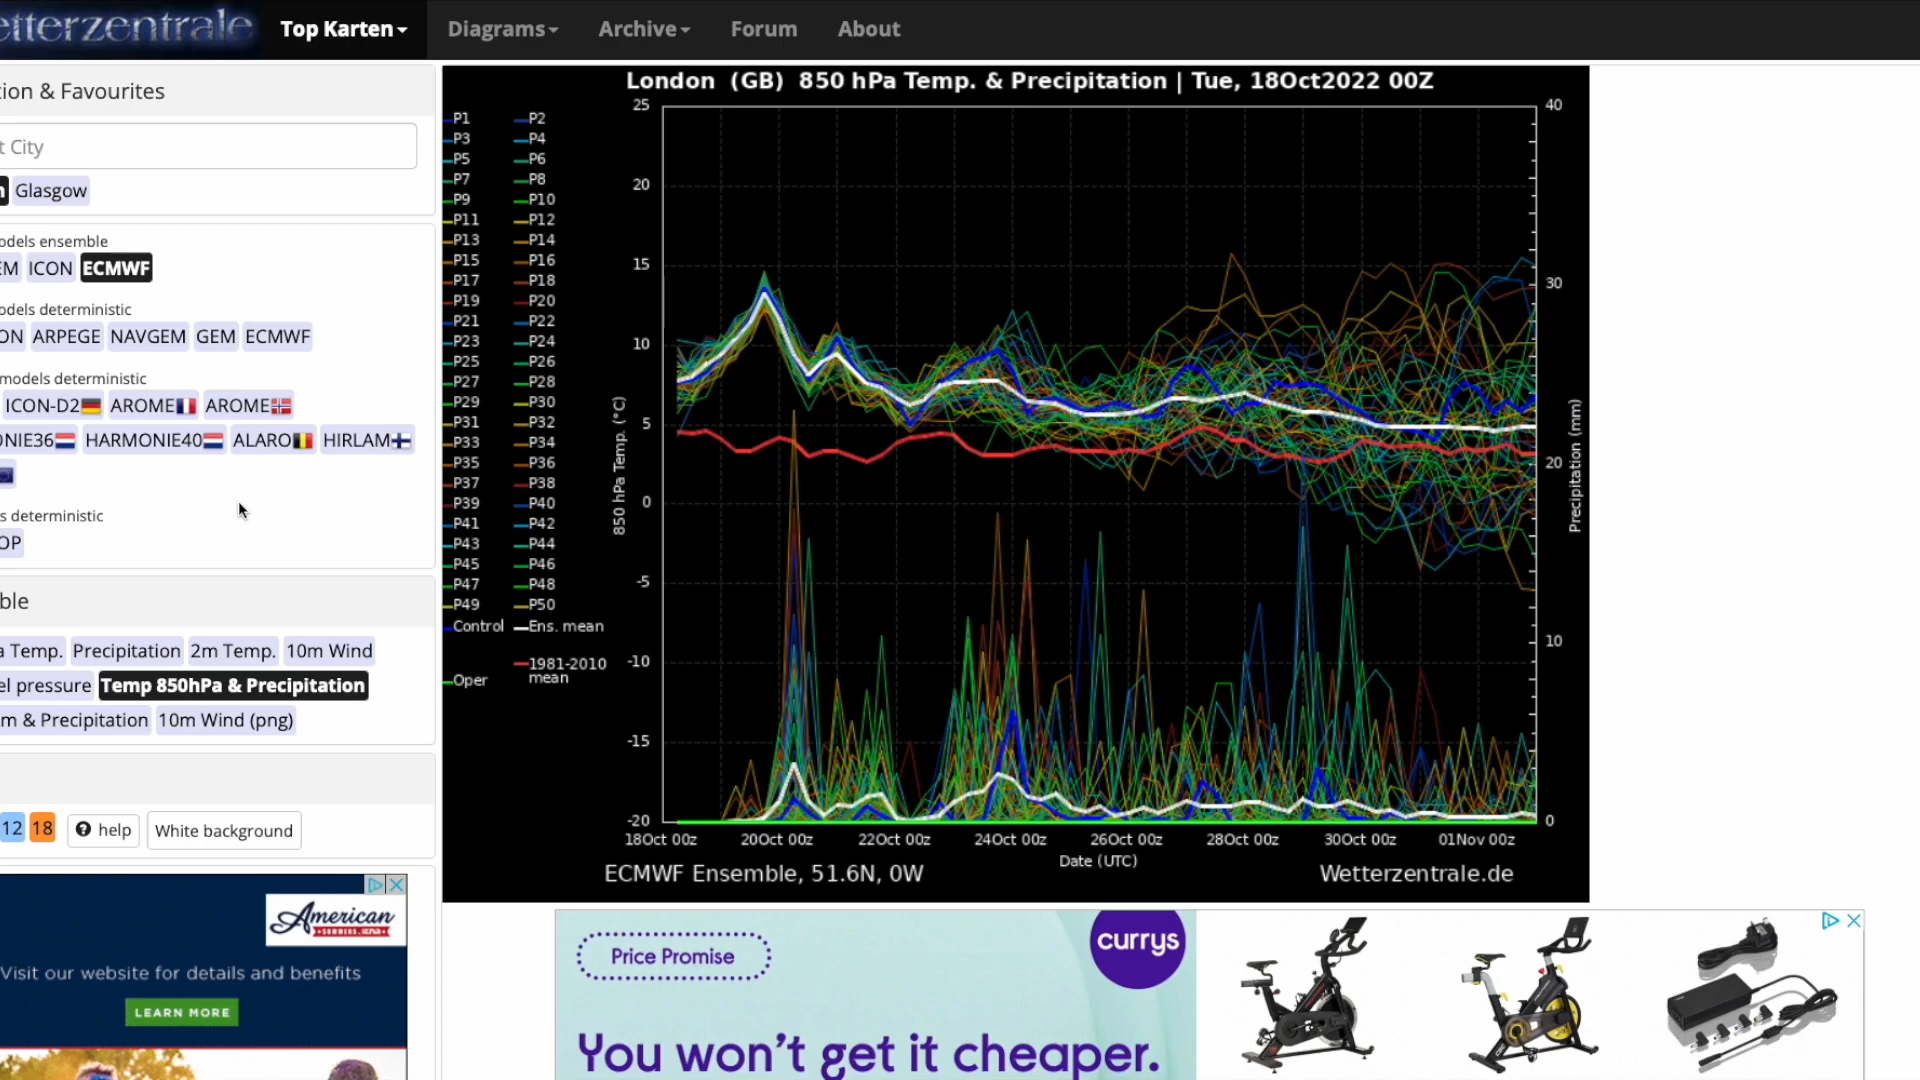 etterzentrale
Top Karten
Diagrams
Archive
Forum
About
ion & Favourites
t City
Glasgow
odels ensemble
EM ICON ECMWF
odels deterministic
ON ARPEGE NAVGEM GEM ECMWF
models deterministic
ICON-D2 AROME AROME
ONIE36 HARMONIE40 ALARO HIRLAM
s deterministic
OP
ble
a Temp. Precipitation 2m Temp. 10m Wind
el pressure Temp 850hPa & Precipitation
m & Precipitation 10m Wind (png)
12 18 help White background
American
Visit our website for details and benefits
LEARN MORE
London (GB) 850 hPa Temp. & Precipitation | Tue, 18Oct2022 00Z
P1 P2
P3 P4
P5 P6
P7 P8
P9 P10
P11 P12
P13 P14
P15 P16
P17 P18
P19 P20
P21 P22
P23 P24
P25 P26
P27 P28
P29 P30
P31 P32
P33 P34
P35 P36
P37 P38
P39 P40
P41 P42
P43 P44
P45 P46
P47 P48
P49 P50
Control Ens. mean
1981-2010
mean
Oper
850 hPa Temp. (°C)
25
20
15
10
5
0
-5
-10
-15
-20
40
30
20
10
0
Precipitation (mm)
18Oct 00z 20Oct 00z 22Oct 00z 24Oct 00z 26Oct 00z 28Oct 00z 30Oct 00z 01Nov 00z
Date (UTC)
ECMWF Ensemble, 51.6N, 0W
Wetterzentrale.de
Price Promise
currys
You won't get it cheaper.